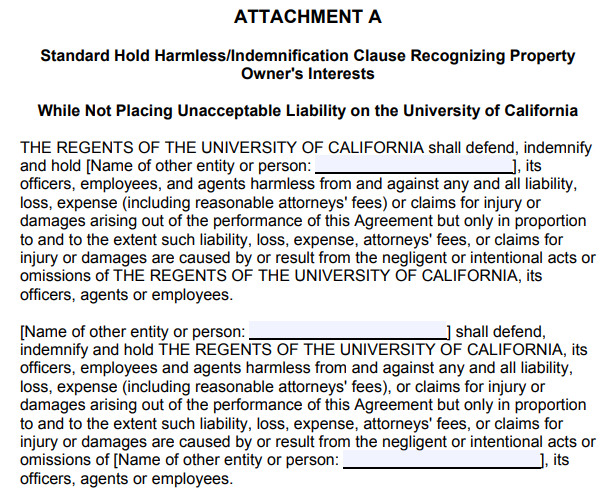 ATTACHMENT A
Standard Hold Harmless/Indemnification Clause Recognizing Property
Owner's Interests
While Not Placing Unacceptable Liability on the University of California
THE REGENTS OF THE UNIVERSITY OF CALIFORNIA shall defend, indemnify
and hold [Name of other entity or person: ], its
officers, employees, and agents harmless from and against any and all liability,
loss, expense (including reasonable attorneys' fees) or claims for injury or
damages arising out of the performance of this Agreement but only in proportion
to and to the extent such liability, loss, expense, attorneys' fees, or claims for
injury or damages are caused by or result from the negligent or intentional acts or
omissions of THE REGENTS OF THE UNIVERSITY OF CALIFORNIA, its
officers, agents or employees.
[Name of other entity or person: ] shall defend,
indemnify and hold THE REGENTS OF THE UNIVERSITY OF CALIFORNIA, its
officers, employees and agents harmless from and against any and all liability,
loss, expense (including reasonable attorneys' fees), or claims for injury or
damages arising out of the performance of this Agreement but only in proportion
to and to the extent such liability, loss, expense, attorneys' fees, or claims for
injury or damages are caused by or result from the negligent or intentional acts or
omissions of [Name of other entity or person: ], its
officers, agents or employees.